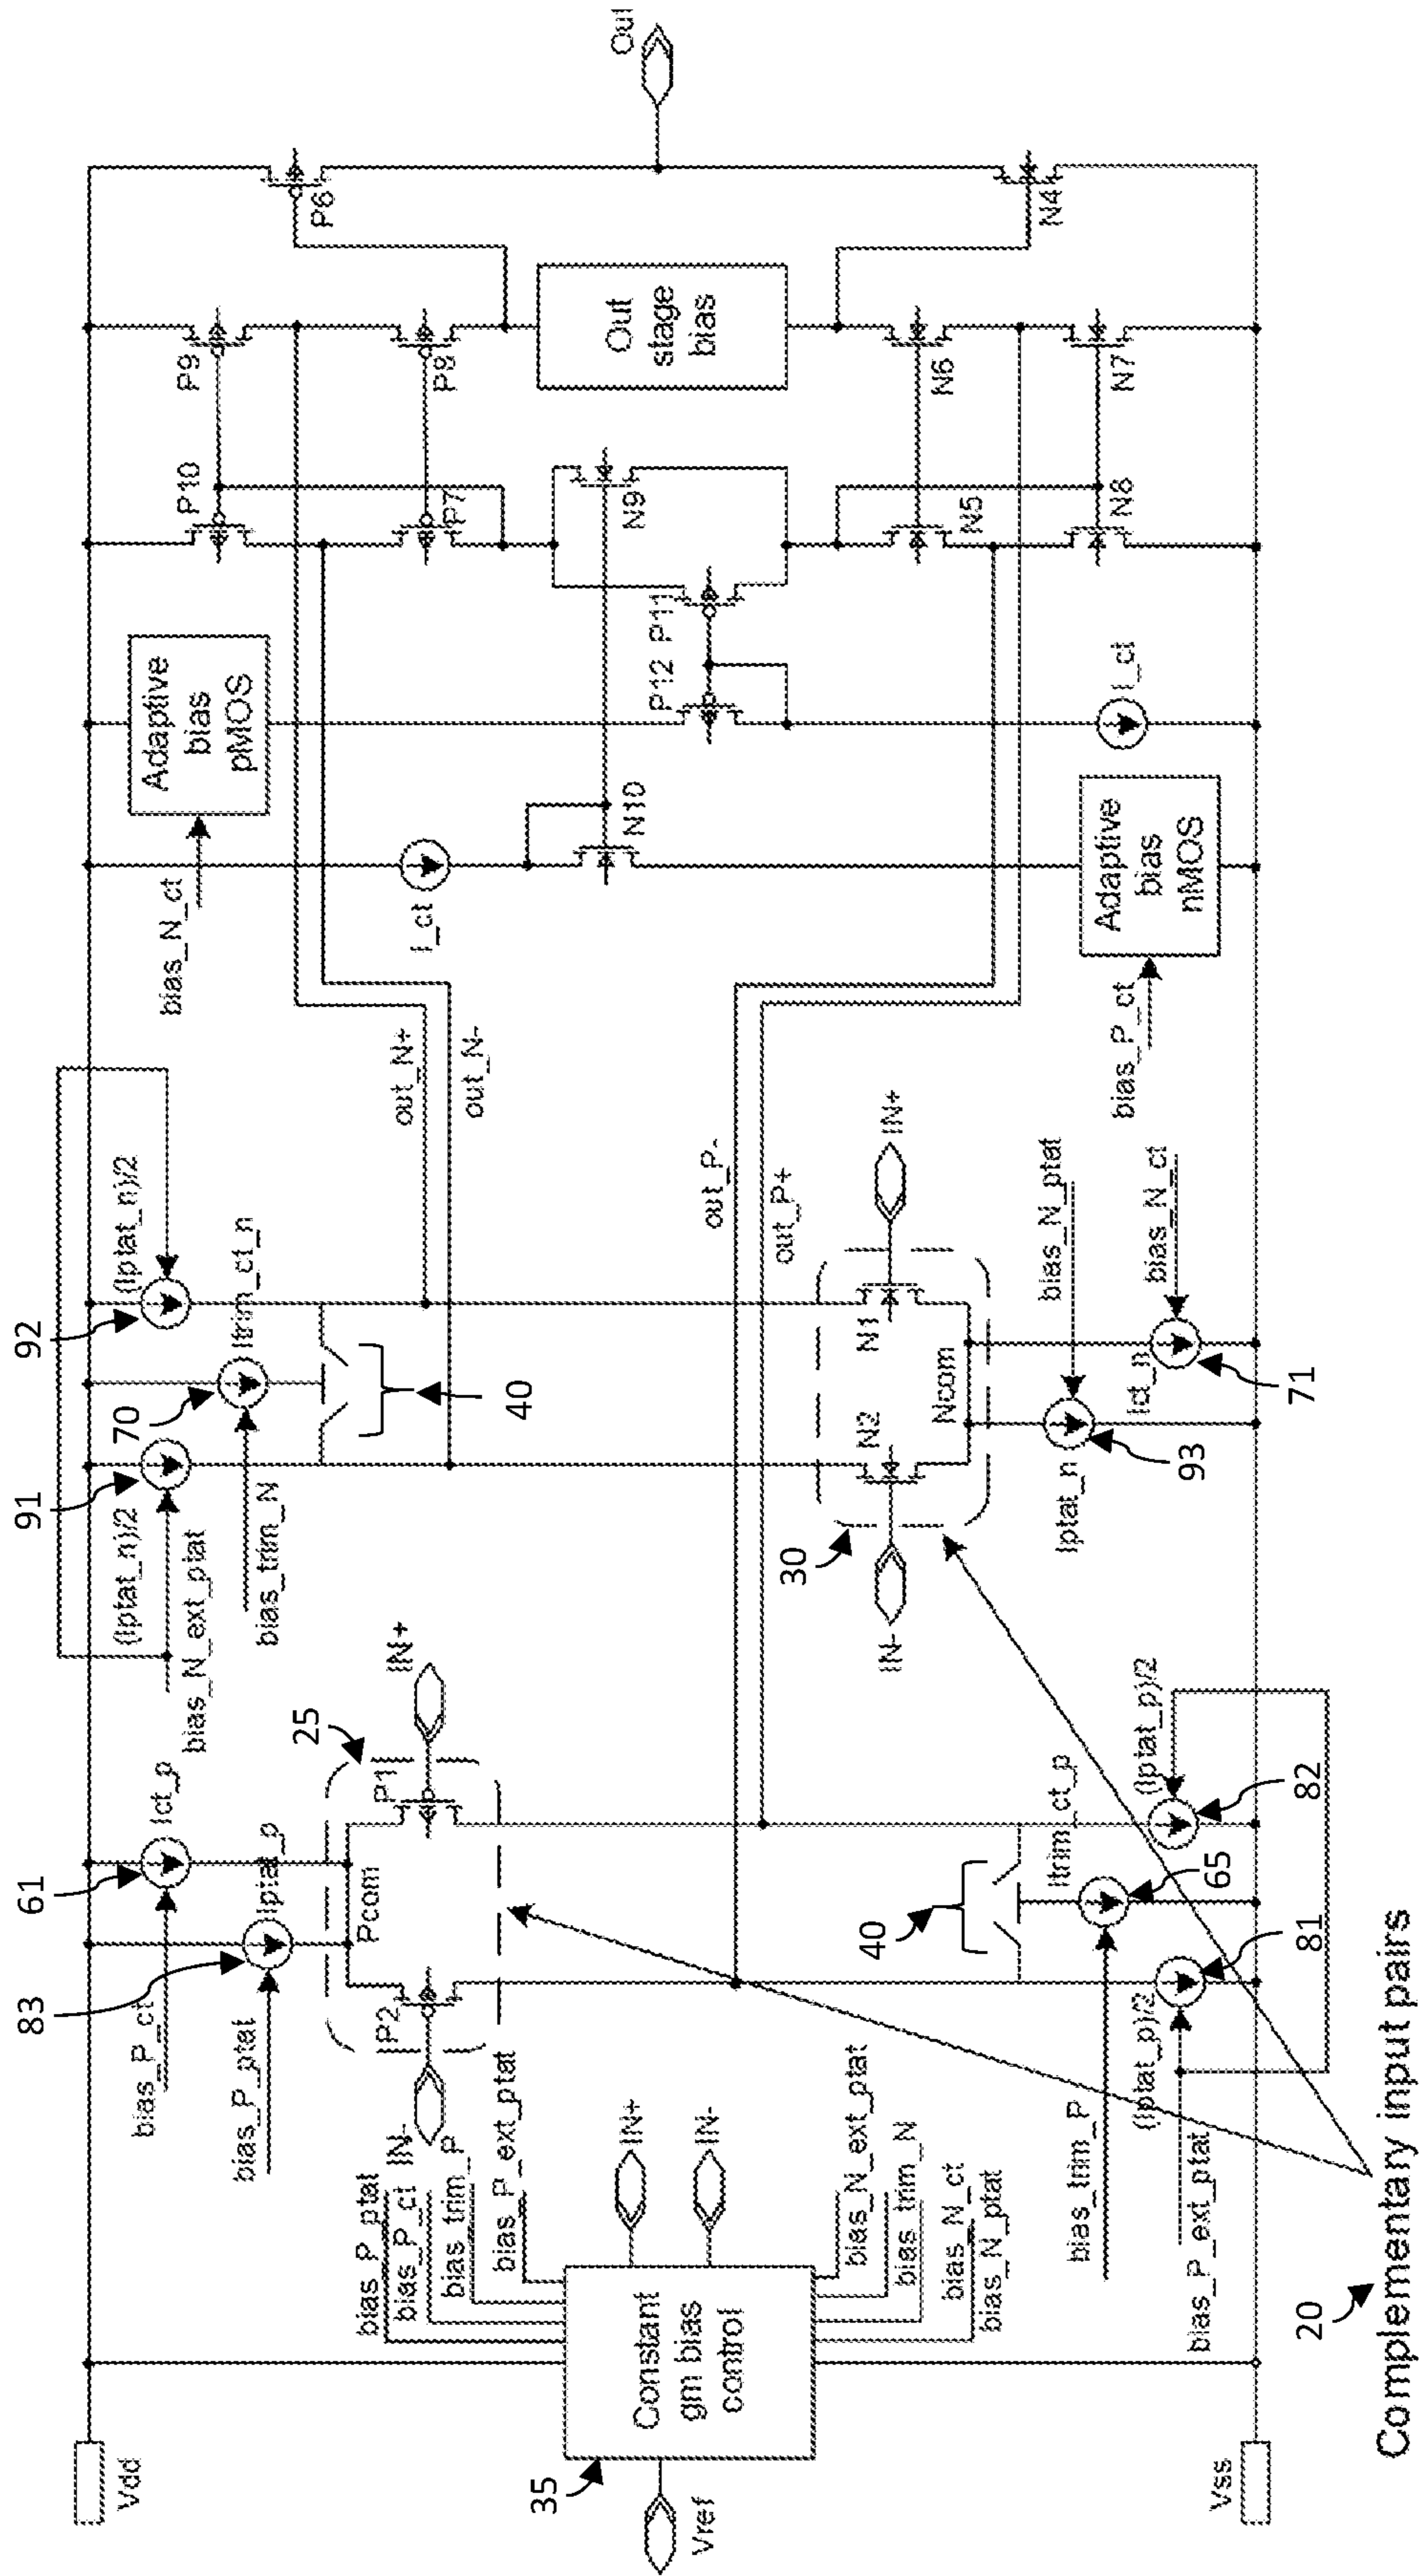 Vdd
Vss
Vref
35
Constant
gm bias
control
IN+
IN-
bias_P_ptat
bias_P_ct
bias_trim_P
bias_P_ext_ptat
bias_N_ext_ptat
bias_trim_N
bias_N_ct
bias_N_ptat
20
Complementary input pairs
83
61
bias_P_ct
bias_P_ptat
Ict_p
Iptat_p
Pcom
25
P2
P1
IN-
IN+
40
65
Itrim_ct_p
bias_trim_P
bias_P_ext_ptat
(Iptat_p)/2
(Iptat_p)/2
81
82
91
70
92
(Iptat_n)/2
(Iptat_n)/2
bias_N_ext_ptat
bias_trim_N
Itrim_ct_n
40
30
N2
N1
Ncom
IN-
IN+
Iptat_n
Ict_n
93
71
bias_N_ptat
bias_N_ct
out_N+
out_N-
out_P-
out_P+
bias_N_ct
Adaptive
bias
pMOS
I_ct
N10
bias_P_ct
Adaptive
bias
nMOS
P12
P11
I_ct
P10
P9
P7
P8
N9
N5
N6
N8
N7
Out
stage
bias
P6
N4
Out